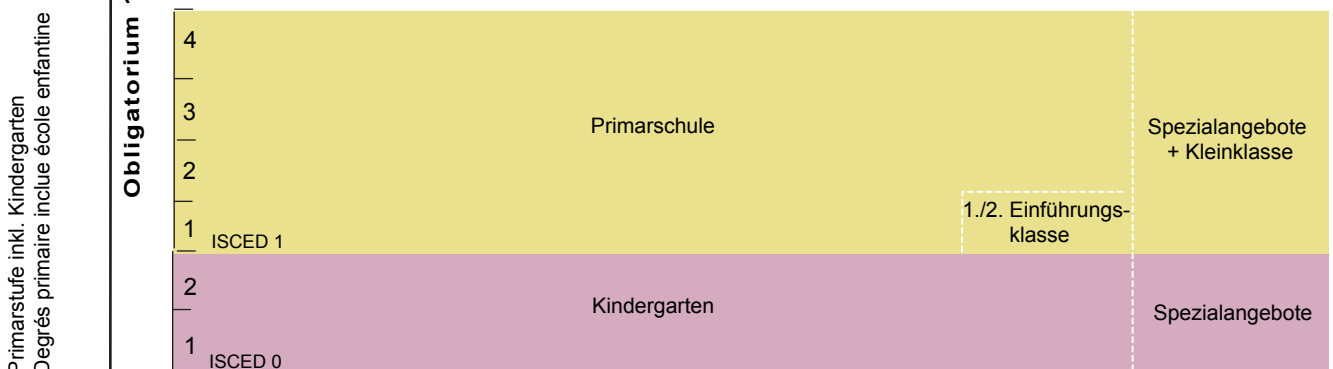 Primarstufe inkl. Kindergarten
Degrés primaire inclue école enfantine
Obligatorium
4
3
Primarschule
Spezialangebote
+ Kleinklasse
2
1./2. Einführungs-
klasse
1
ISCED 1
2
Kindergarten
Spezialangebote
1
ISCED 0